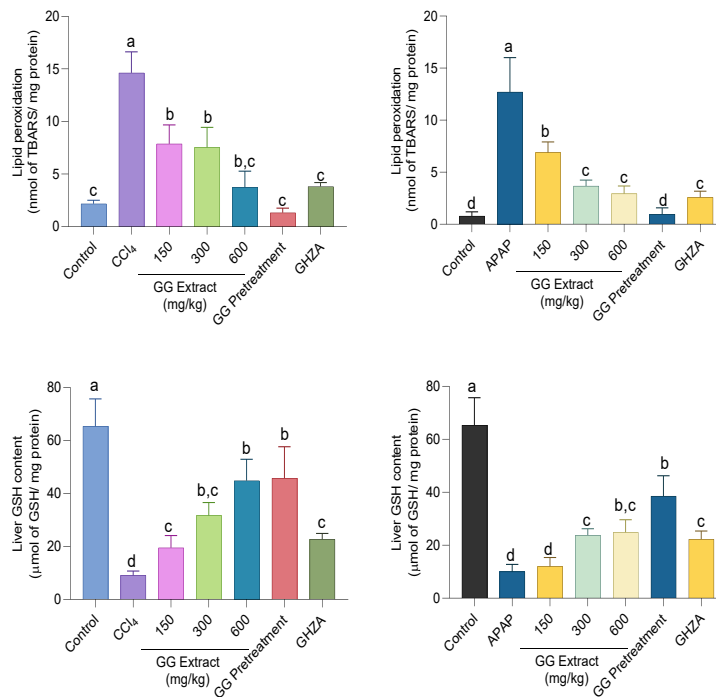 Lipid peroxidation
(nmol of TBARS/ mg protein)
20
15
10
5
0
c
a
b
b
b,c
c
c
Control
CCl₄
150
300
600
GG Pretreatment
GHZA
GG Extract
(mg/kg)
Lipid peroxidation
(nmol of TBARS/ mg protein)
20
15
10
5
0
d
a
b
c
c
d
c
Control
APAP
150
300
600
GG Pretreatment
GHZA
GG Extract
(mg/kg)
Liver GSH content
(μmol of GSH/ mg protein)
80
60
40
20
0
a
d
c
b,c
b
b
c
Control
CCl₄
150
300
600
GG Pretreatment
GHZA
GG Extract
(mg/kg)
Liver GSH content
(μmol of GSH/ mg protein)
80
60
40
20
0
a
d
d
c
b,c
b
c
Control
APAP
150
300
600
GG Pretreatment
GHZA
GG Extract
(mg/kg)